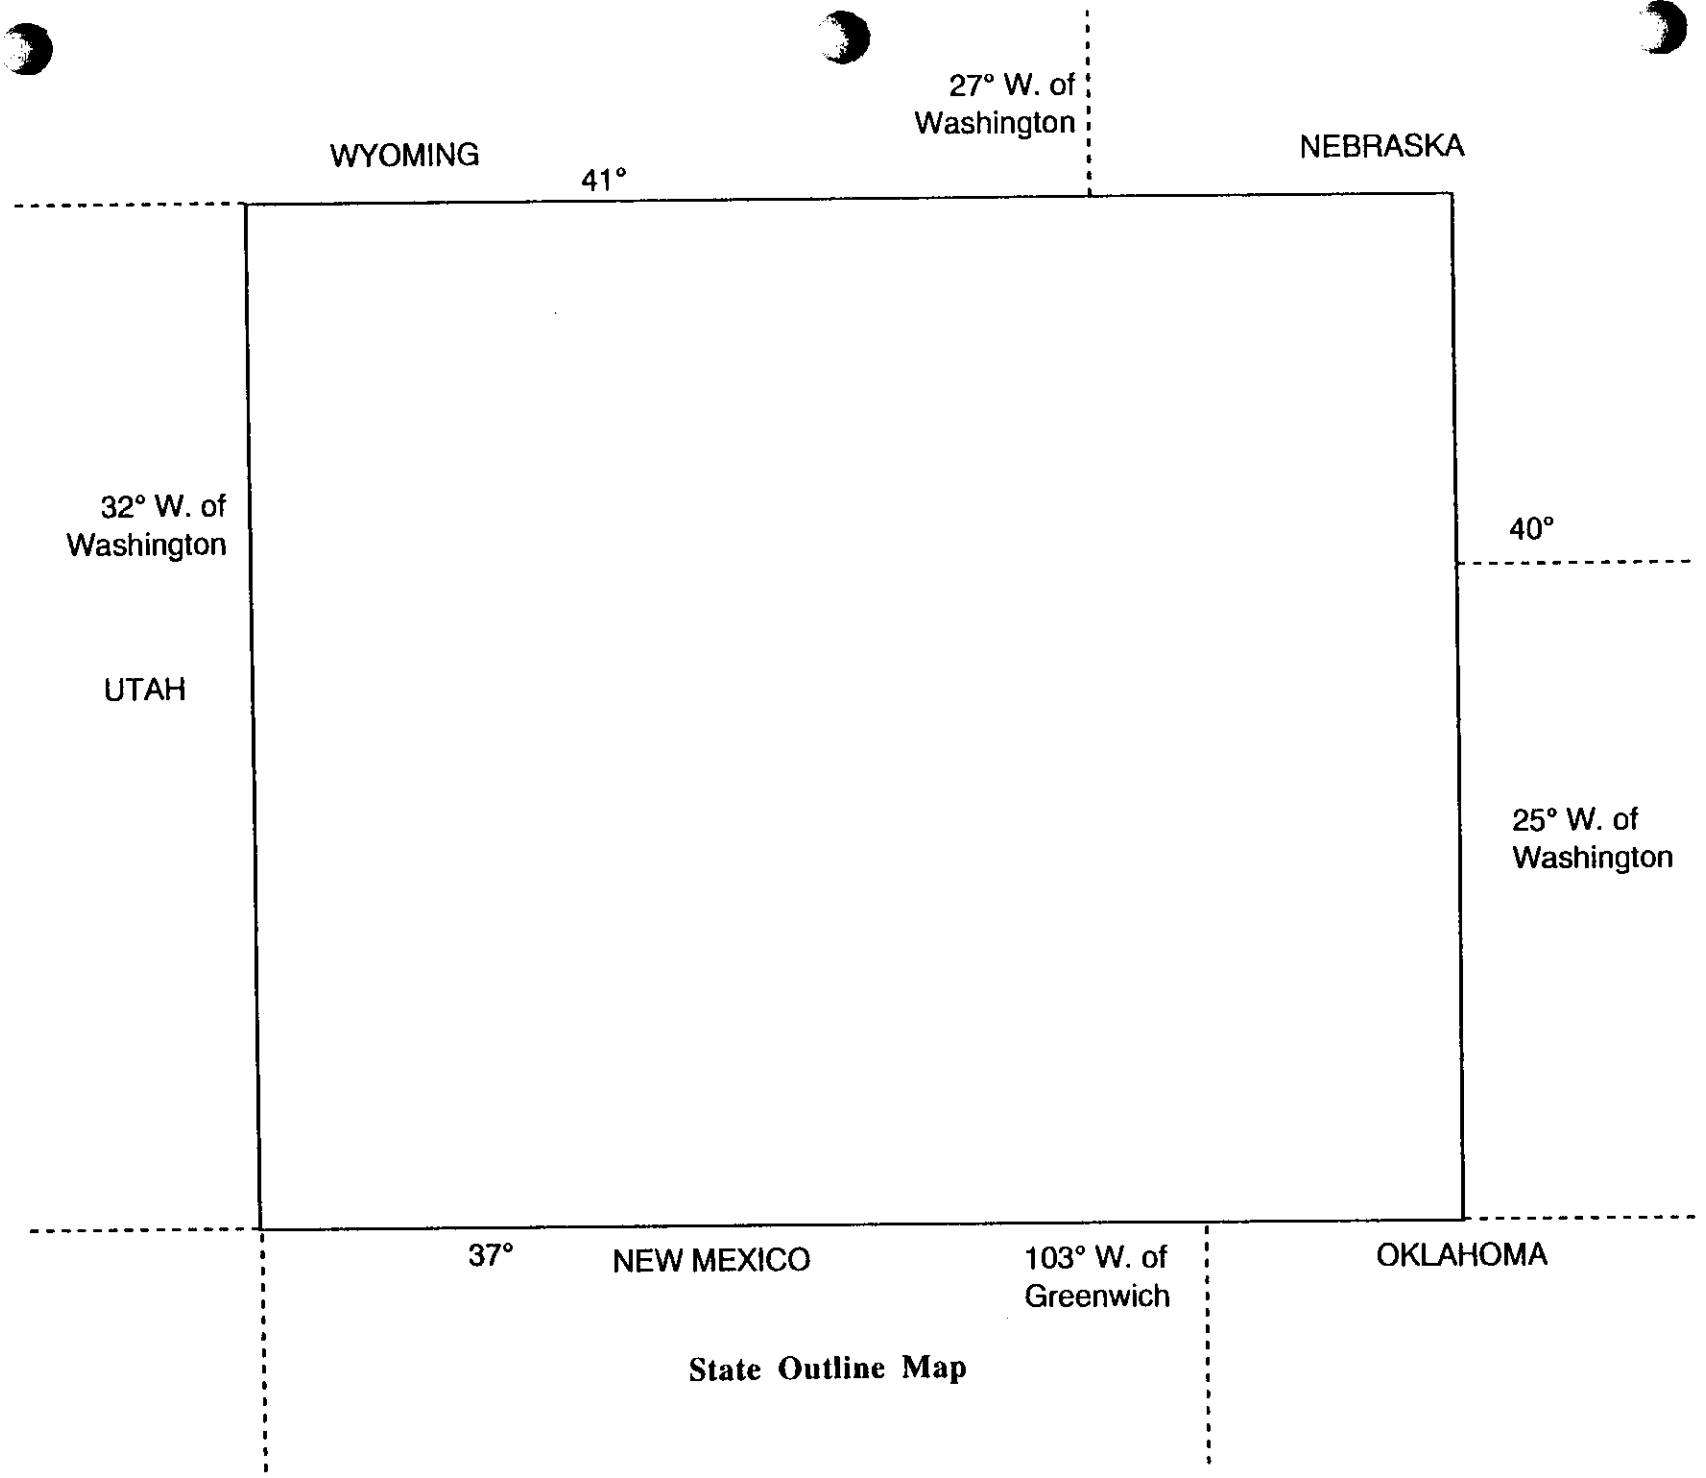 27° W. of
Washington
WYOMING
NEBRASKA
41°
32° W. of
Washington
40°
UTAH
25° W. of
Washington
37°
NEW MEXICO
103° W. of
Greenwich
OKLAHOMA
State Outline Map